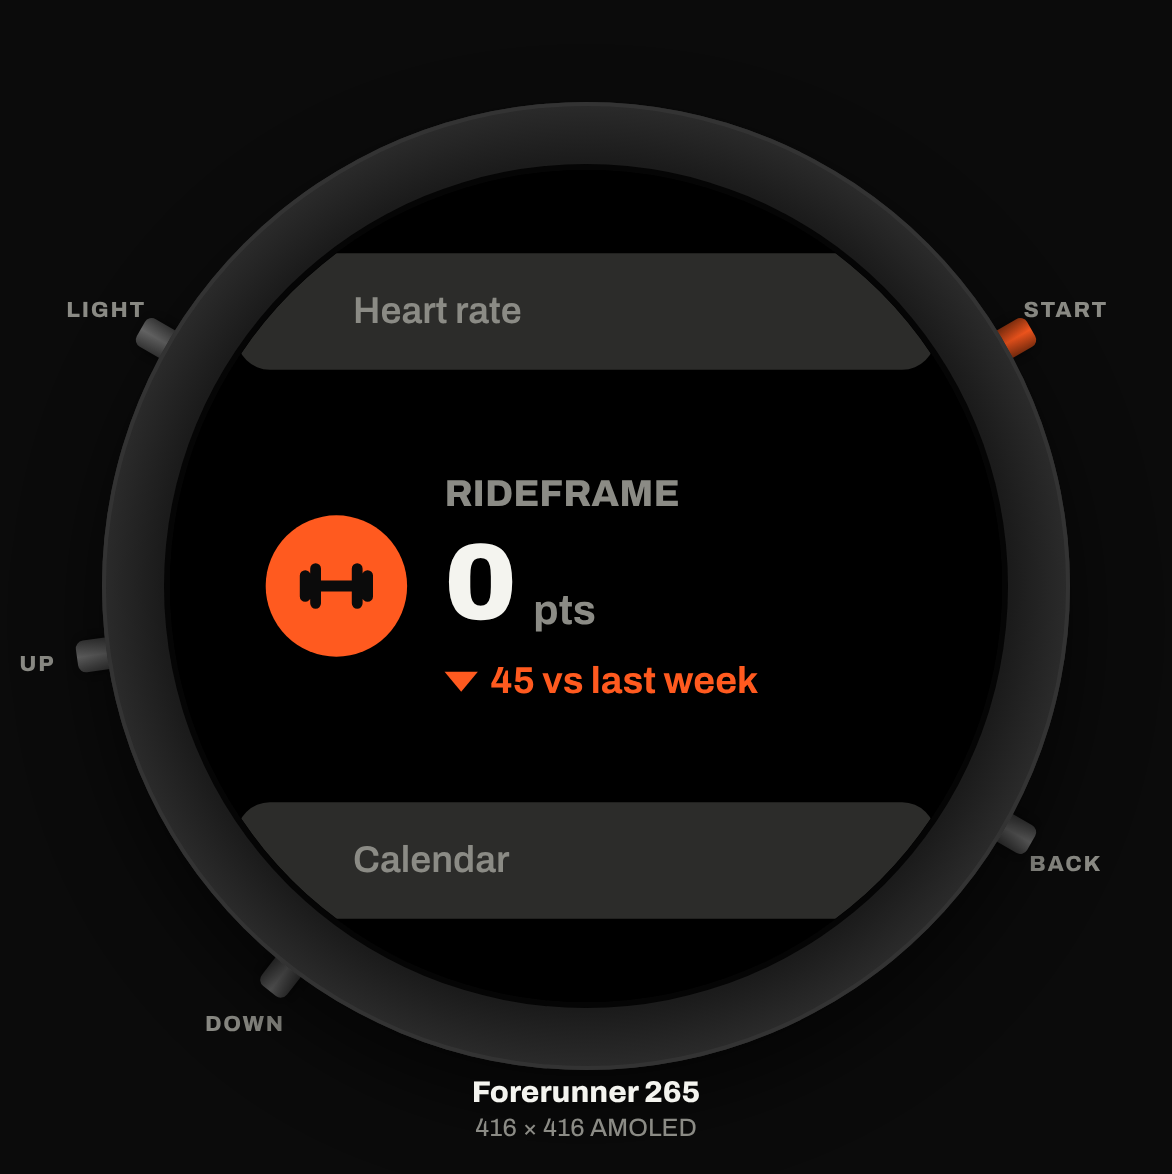 LIGHT
START
Heart rate
RIDEFRAME
0 pts
45 vs last week
UP
Calendar
BACK
DOWN
Forerunner 265
416 × 416 AMOLED